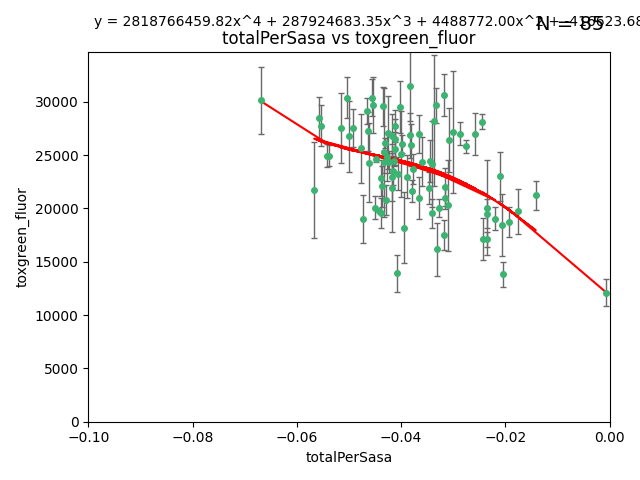 y = 2818766459.82x^4 + 287924683.35x^3 + 4488772.00x^2 +
N = 85
totalPerSasa vs toxgreen_fluor
30000
25000
20000
15000
10000
5000
0
toxgreen_fluor
−0.10 −0.08 −0.06 −0.04 −0.02 0.00
totalPerSasa